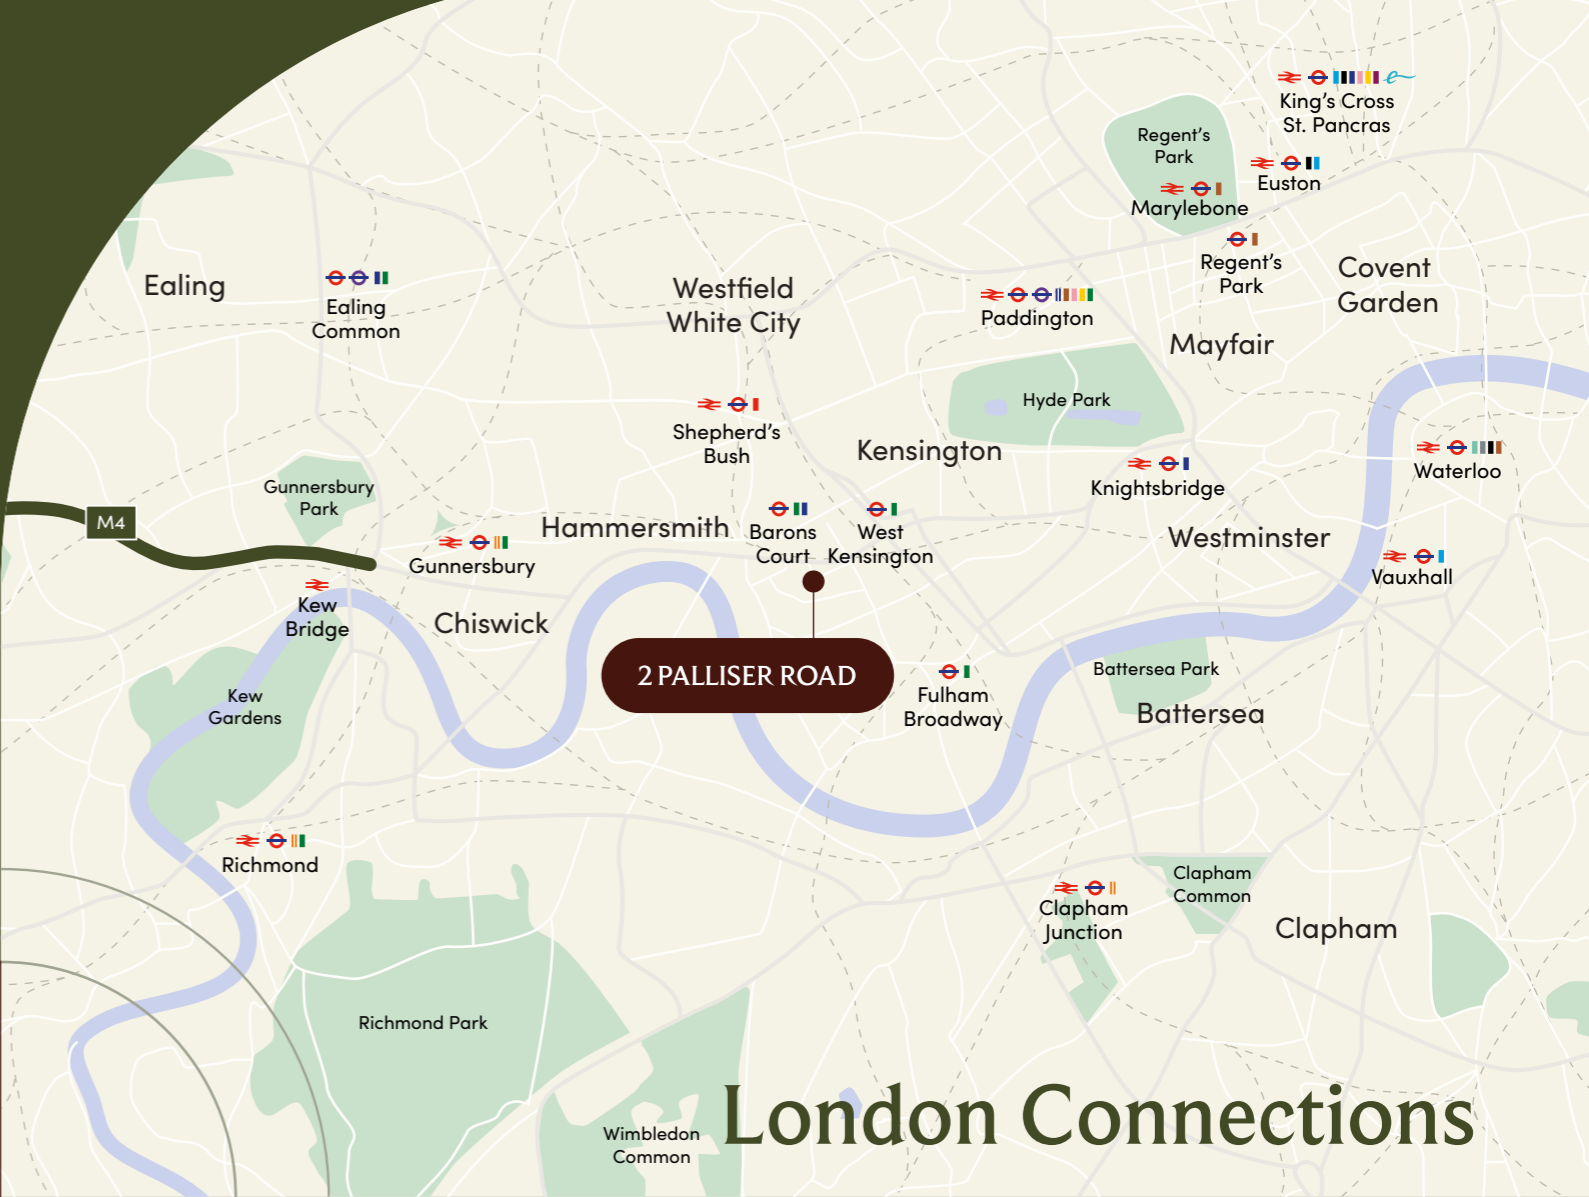 King's Cross
St. Pancras
Regent's
Park
Euston
Marylebone
Regent's
Park
Covent
Garden
Ealing
Ealing
Common
Westfield
White City
Paddington
Mayfair
Hyde Park
Shepherd's
Bush
Kensington
Knightsbridge
Waterloo
Gunnersbury
Park
M4
Hammersmith
Barons
Court
West
Kensington
Westminster
Gunnersbury
Vauxhall
Kew
Bridge
Chiswick
2 PALLISER ROAD
Fulham
Broadway
Battersea Park
Battersea
Kew
Gardens
Richmond
Clapham
Common
Clapham
Junction
Clapham
Richmond Park
Wimbledon
Common
London Connections